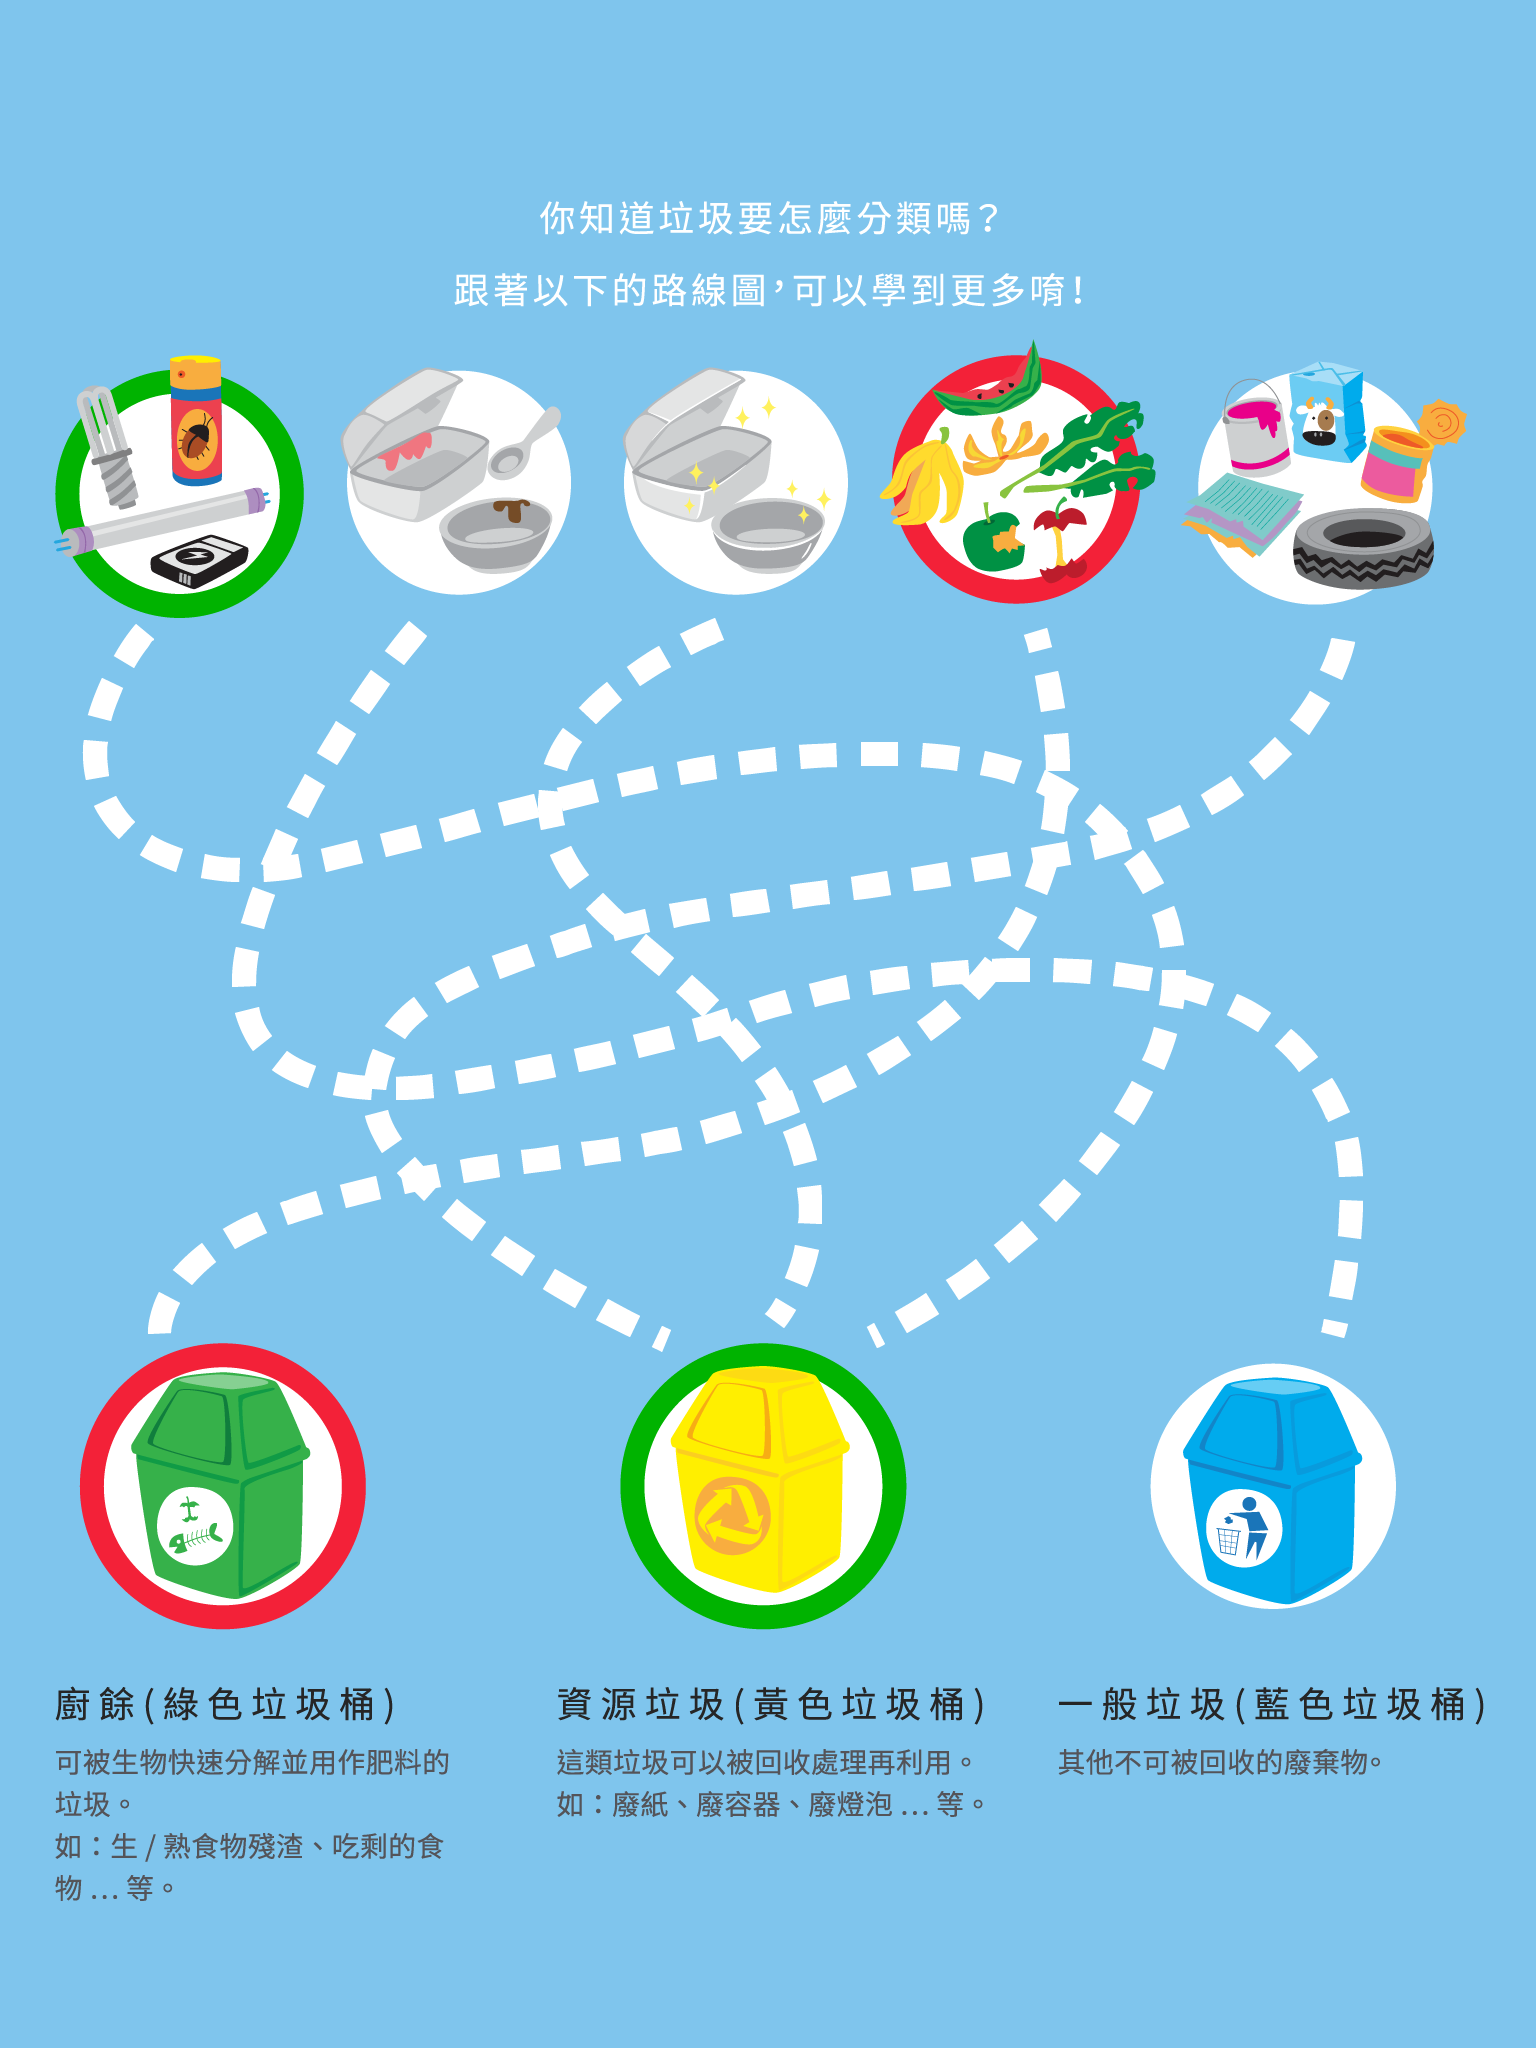 你知道垃圾要怎麼分類嗎？
跟著以下的路線圖，可以學到更多唷！
廚餘(綠色垃圾桶)
可被生物快速分解並用作肥料的
垃圾。
如：生 / 熟食物殘渣、吃剩的食
物 ... 等。
資源垃圾(黃色垃圾桶)
這類垃圾可以被回收處理再利用。
如：廢紙、廢容器、廢燈泡 ... 等。
一般垃圾(藍色垃圾桶)
其他不可被回收的廢棄物。